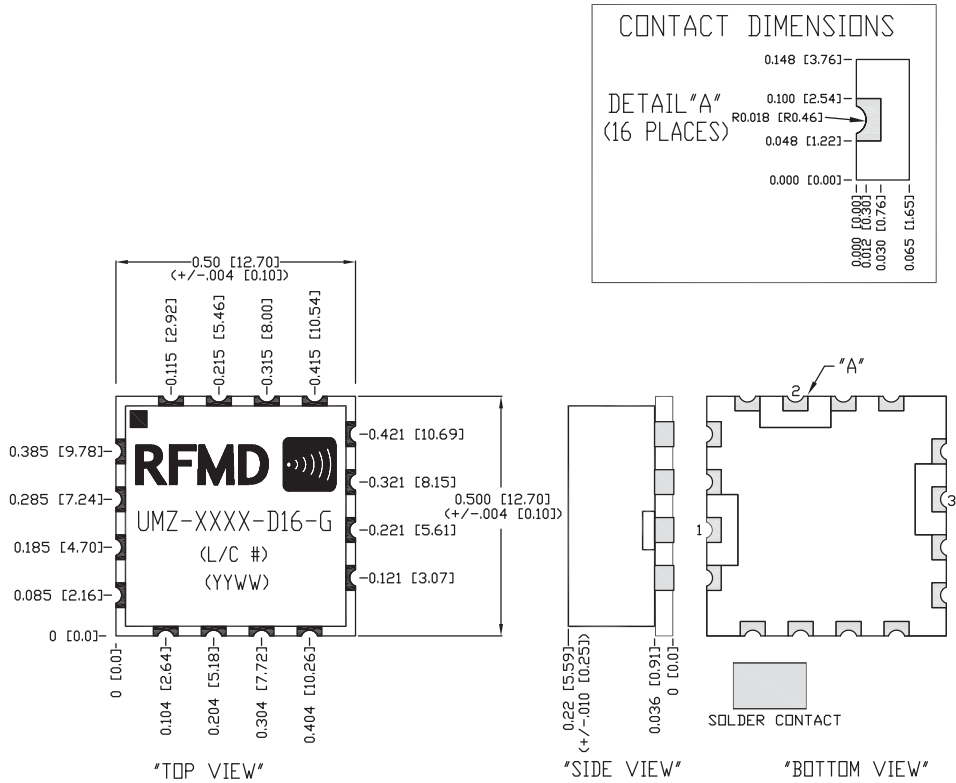 CONTACT DIMENSIONS
0.148 [3.76]
DETAIL"A"
(16 PLACES)
0.100 [2.54]
R0.018 [R0.46]
0.048 [1.22]
0.000 [0.00]
0.000 [0.00]
0.012 [0.30]
0.030 [0.76]
0.065 [1.65]
0.50 [12.70]
(+/-.004 [0.10])
0.115 [2.92]
0.215 [5.46]
0.315 [8.00]
0.415 [10.54]
0.385 [9.78]
0.285 [7.24]
0.185 [4.70]
0.085 [2.16]
0 [0.0]
RFMD
UMZ-XXXX-D16-G
(L/C #)
(YYWW)
0.421 [10.69]
0.321 [8.15]
0.221 [5.61]
0.121 [3.07]
0.500 [12.70]
(+/-.004 [0.10])
0 [0.0]
0.104 [2.64]
0.204 [5.18]
0.304 [7.72]
0.404 [10.26]
"TOP VIEW"
0.22 [5.59]
(+/-.010 [0.25])
0.036 [0.91]
0 [0.0]
"SIDE VIEW"
"A"
2
1
3
SOLDER CONTACT
"BOTTOM VIEW"